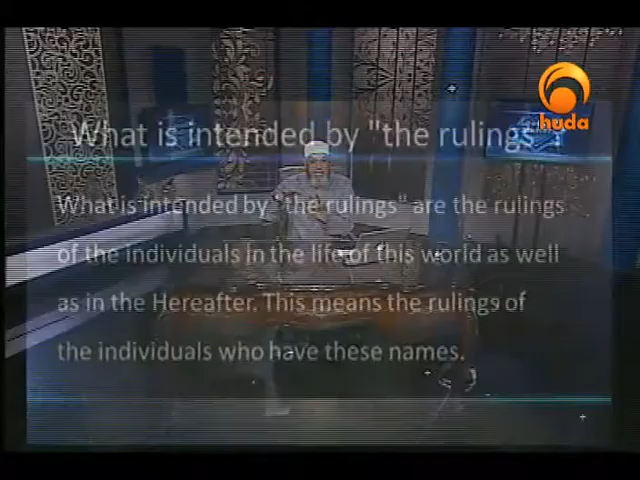 huda
What is intended by "the rulings" :
What is intended by "the rulings" are the rulings
of the individuals in the life of this world as well
as in the Hereafter. This means the rulings of
the individuals who have these names.